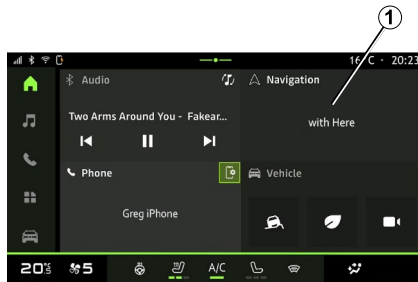 1
16°C · 20:23
Audio
Navigation
Two Arms Around You - Fakear...
with Here
Phone
Vehicle
Greg iPhone
20.5
5
A/C